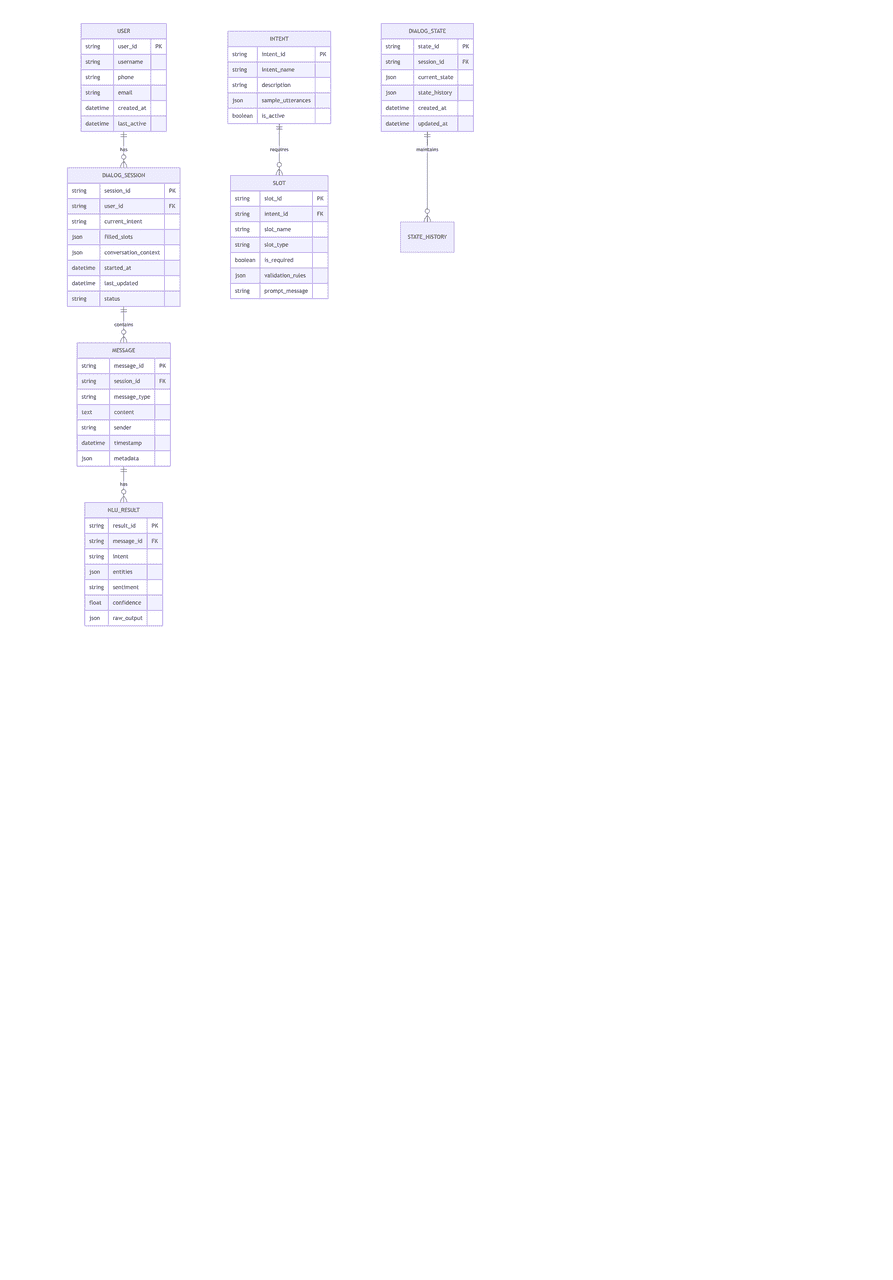 USER
string user_id PK
string username
string phone
string email
datetime created_at
datetime last_active
has
DIALOG_SESSION
string session_id PK
string user_id FK
string current_intent
json filled_slots
json conversation_context
datetime started_at
datetime last_updated
string status
contains
MESSAGE
string message_id PK
string session_id FK
string message_type
text content
string sender
datetime timestamp
json metadata
has
NLU_RESULT
string result_id PK
string message_id FK
string intent
json entities
string sentiment
float confidence
json raw_output
INTENT
string intent_id PK
string intent_name
string description
json sample_utterances
boolean is_active
requires
SLOT
string slot_id PK
string intent_id FK
string slot_name
string slot_type
boolean is_required
json validation_rules
string prompt_message
DIALOG_STATE
string state_id PK
string session_id FK
json current_state
json state_history
datetime created_at
datetime updated_at
maintains
STATE_HISTORY